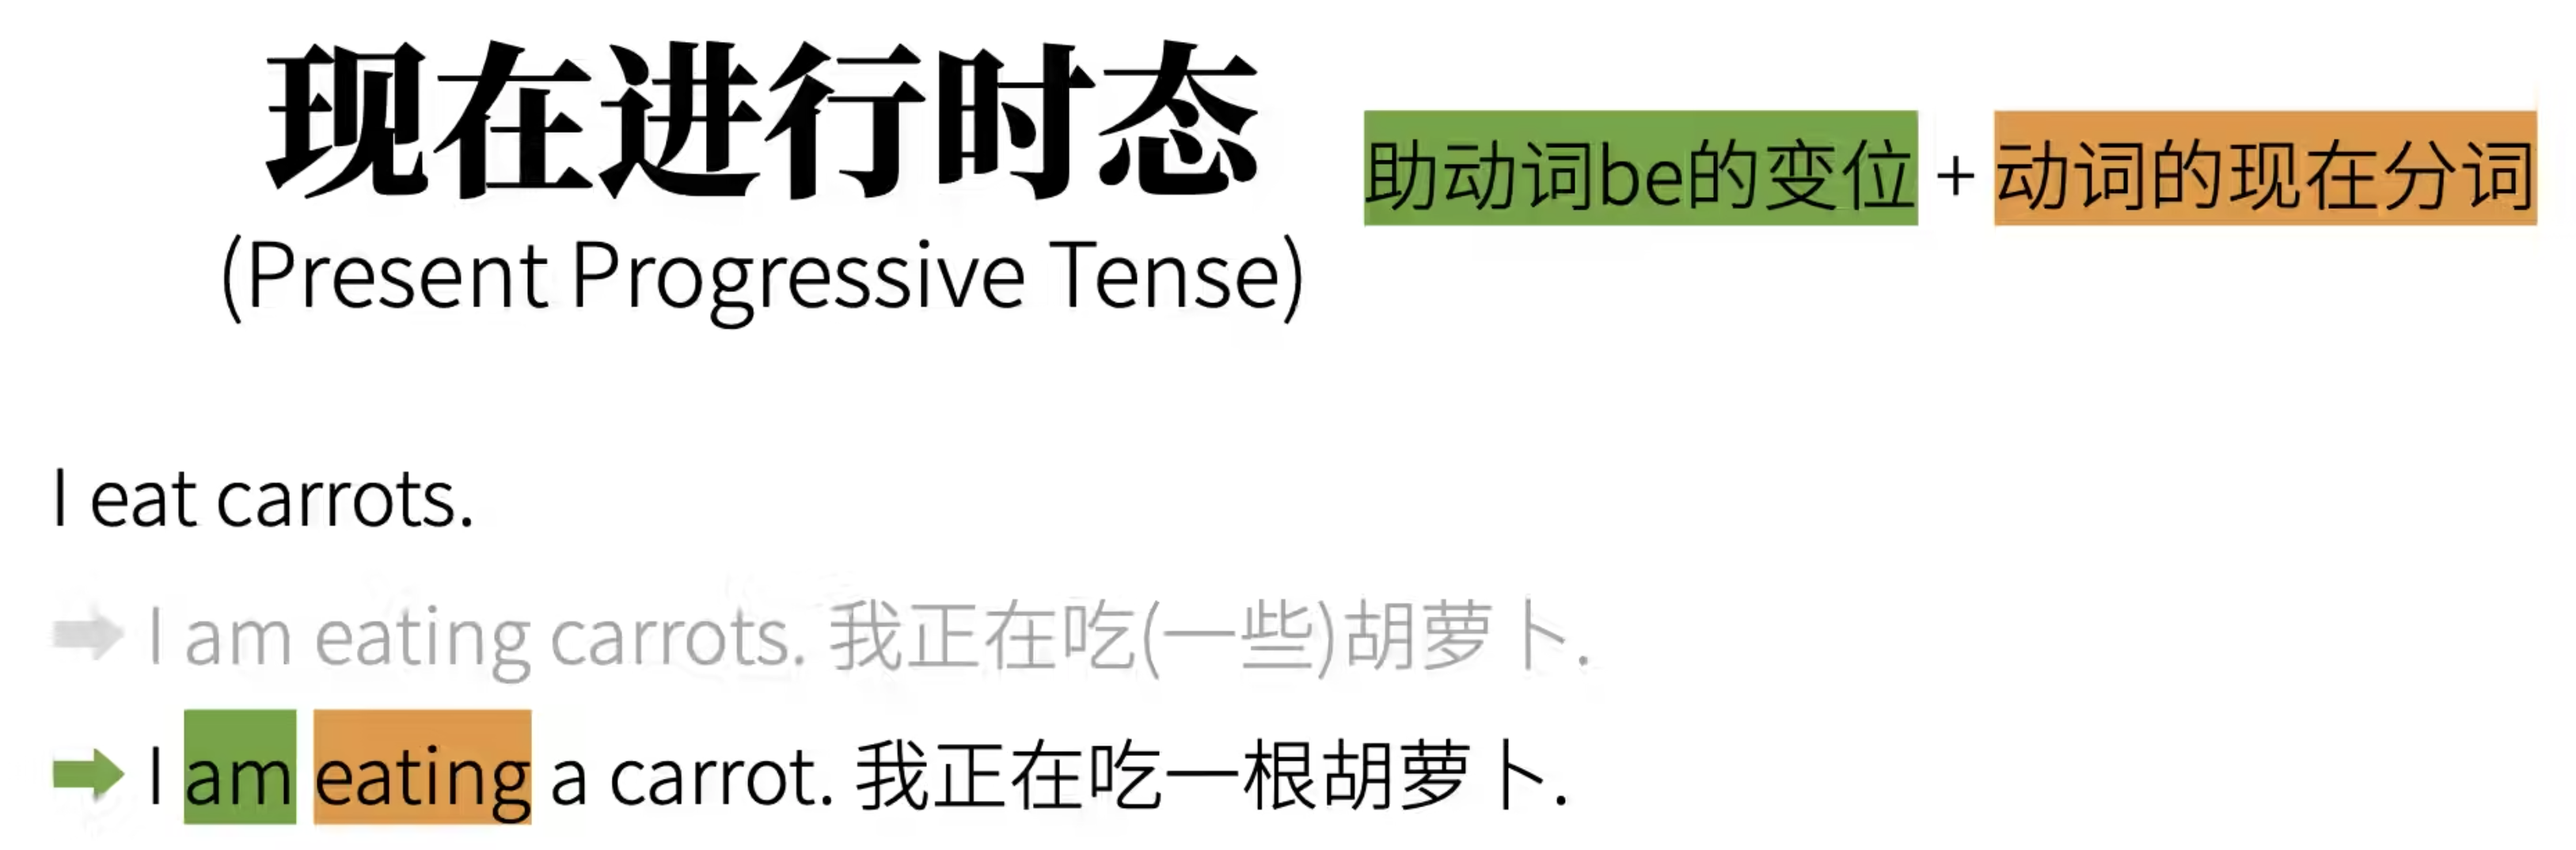 现在进行时态
助动词be的变位 + 动词的现在分词
(Present Progressive Tense)
I eat carrots.
I am eating carrots. 我正在吃(一些)胡萝卜.
I am eating a carrot. 我正在吃一根胡萝卜.